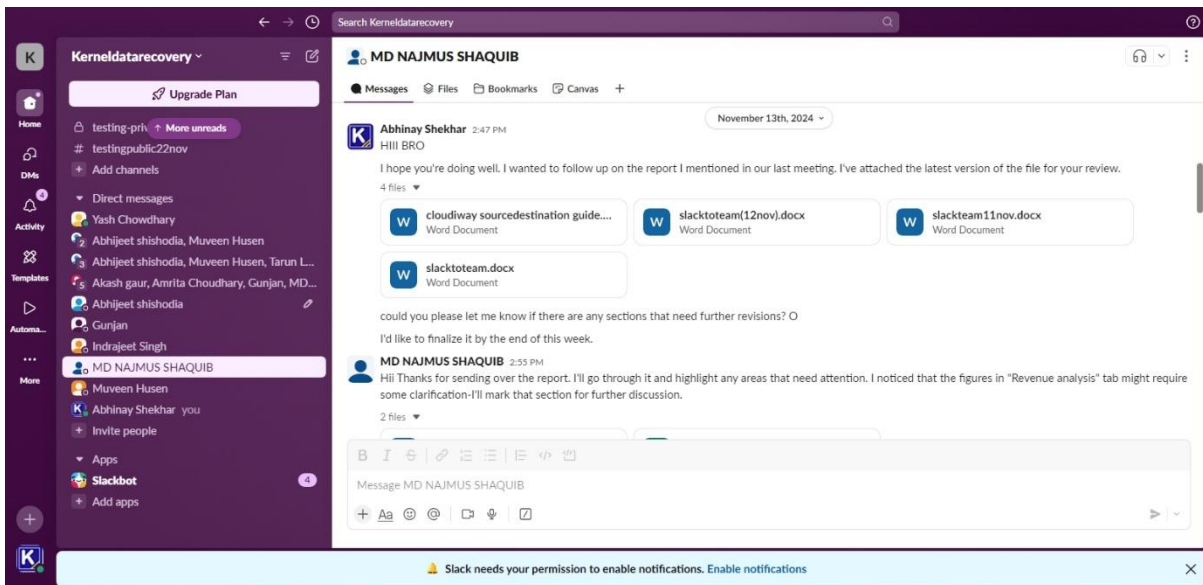 Search Kerneldatarecovery
K
Home
DMs
4
Activity
Templates
Automa...
More
Kerneldatarecovery
Upgrade Plan
testing-priv
↑ More unreads
# testingpublic22nov
+ Add channels
Direct messages
Yash Chowdhary
2 Abhijeet shishodia, Muveen Husen
3 Abhijeet shishodia, Muveen Husen, Tarun L...
5 Akash gaur, Amrita Choudhary, Gunjan, MD...
Abhijeet shishodia
Gunjan
Indrajeet Singh
MD NAJMUS SHAQUIB
Muveen Husen
Abhinay Shekhar you
+ Invite people
Apps
Slackbot 4
+ Add apps
MD NAJMUS SHAQUIB
Messages Files Bookmarks Canvas +
November 13th, 2024
Abhinay Shekhar 2:47 PM
HIII BRO
I hope you're doing well. I wanted to follow up on the report I mentioned in our last meeting. I've attached the latest version of the file for your review.
4 files
W cloudiway sourcedestination guide....
Word Document
W slacktoteam(12nov).docx
Word Document
W slackteam11nov.docx
Word Document
W slacktoteam.docx
Word Document
could you please let me know if there are any sections that need further revisions? O
I'd like to finalize it by the end of this week.
MD NAJMUS SHAQUIB 2:55 PM
Hii Thanks for sending over the report. I'll go through it and highlight any areas that need attention. I noticed that the figures in "Revenue analysis" tab might require
some clarification-I'll mark that section for further discussion.
2 files
B I S
Message MD NAJMUS SHAQUIB
+ Aa @
K
Slack needs your permission to enable notifications. Enable notifications